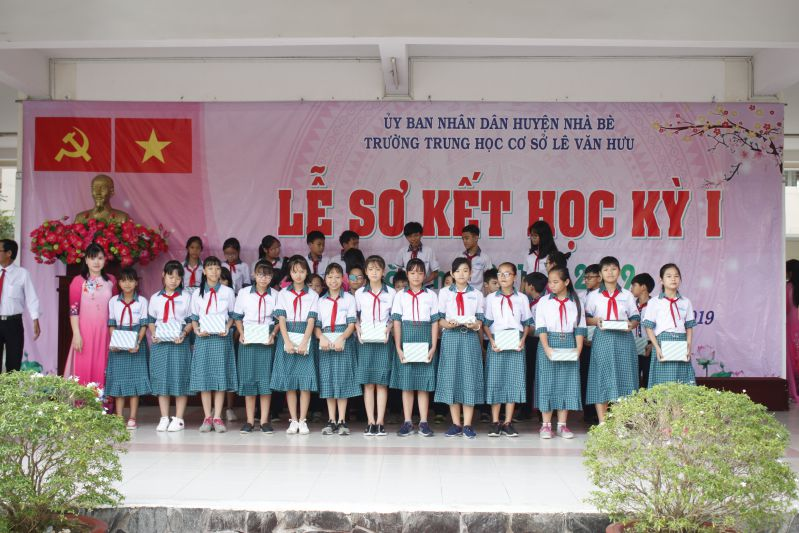 ỦY BAN NHÂN DÂN HUYỆN NHÀ BÈ
TRƯỜNG TRUNG HỌC CƠ SỞ LÊ VĂN HƯU
LỄ SƠ KẾT HỌC KỲ I
2019